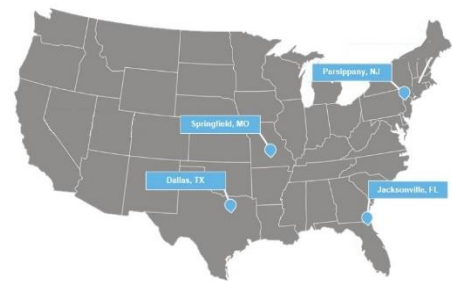 Parsippany, NJ
Springfield, MO
Dallas, TX
Jacksonville, FL